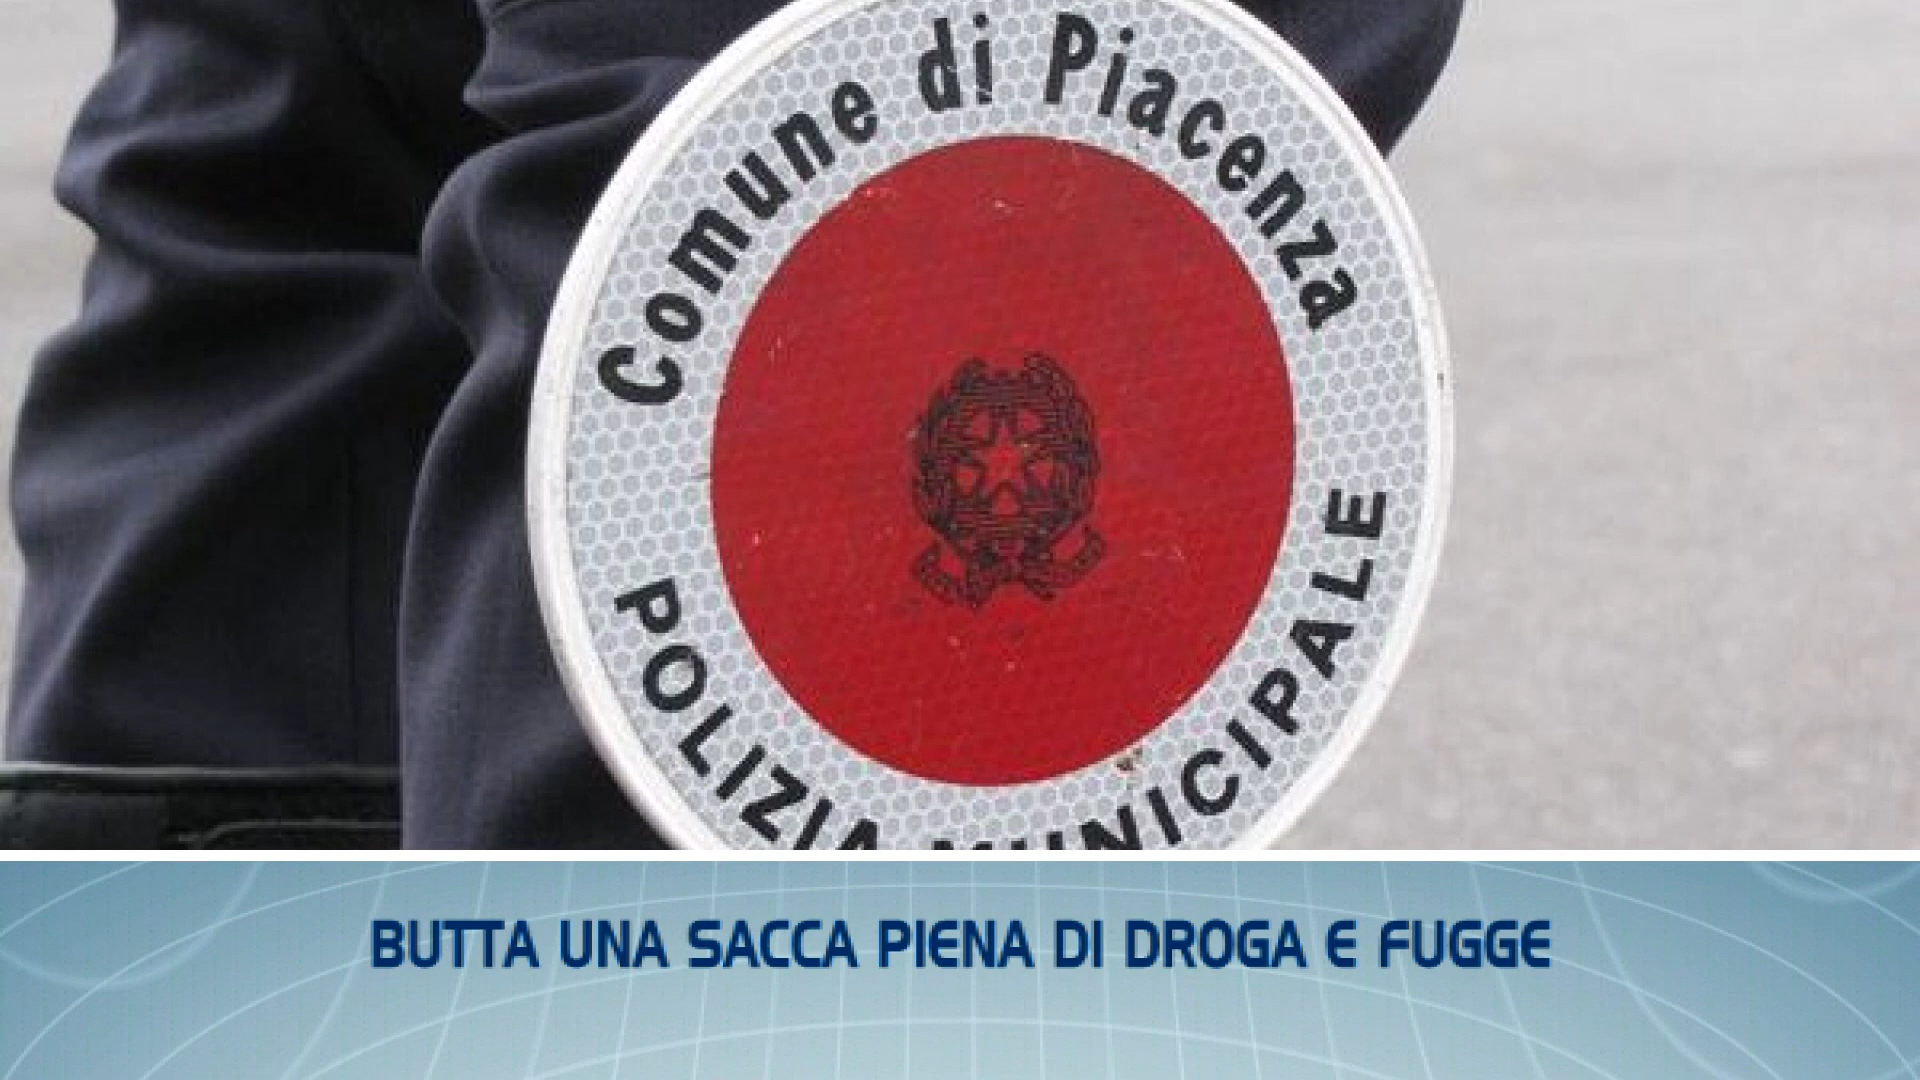 Comune di Piacenza
POLIZIA MUNICIPALE
BUTTA UNA SACCA PIENA DI DROGA E FUGGE